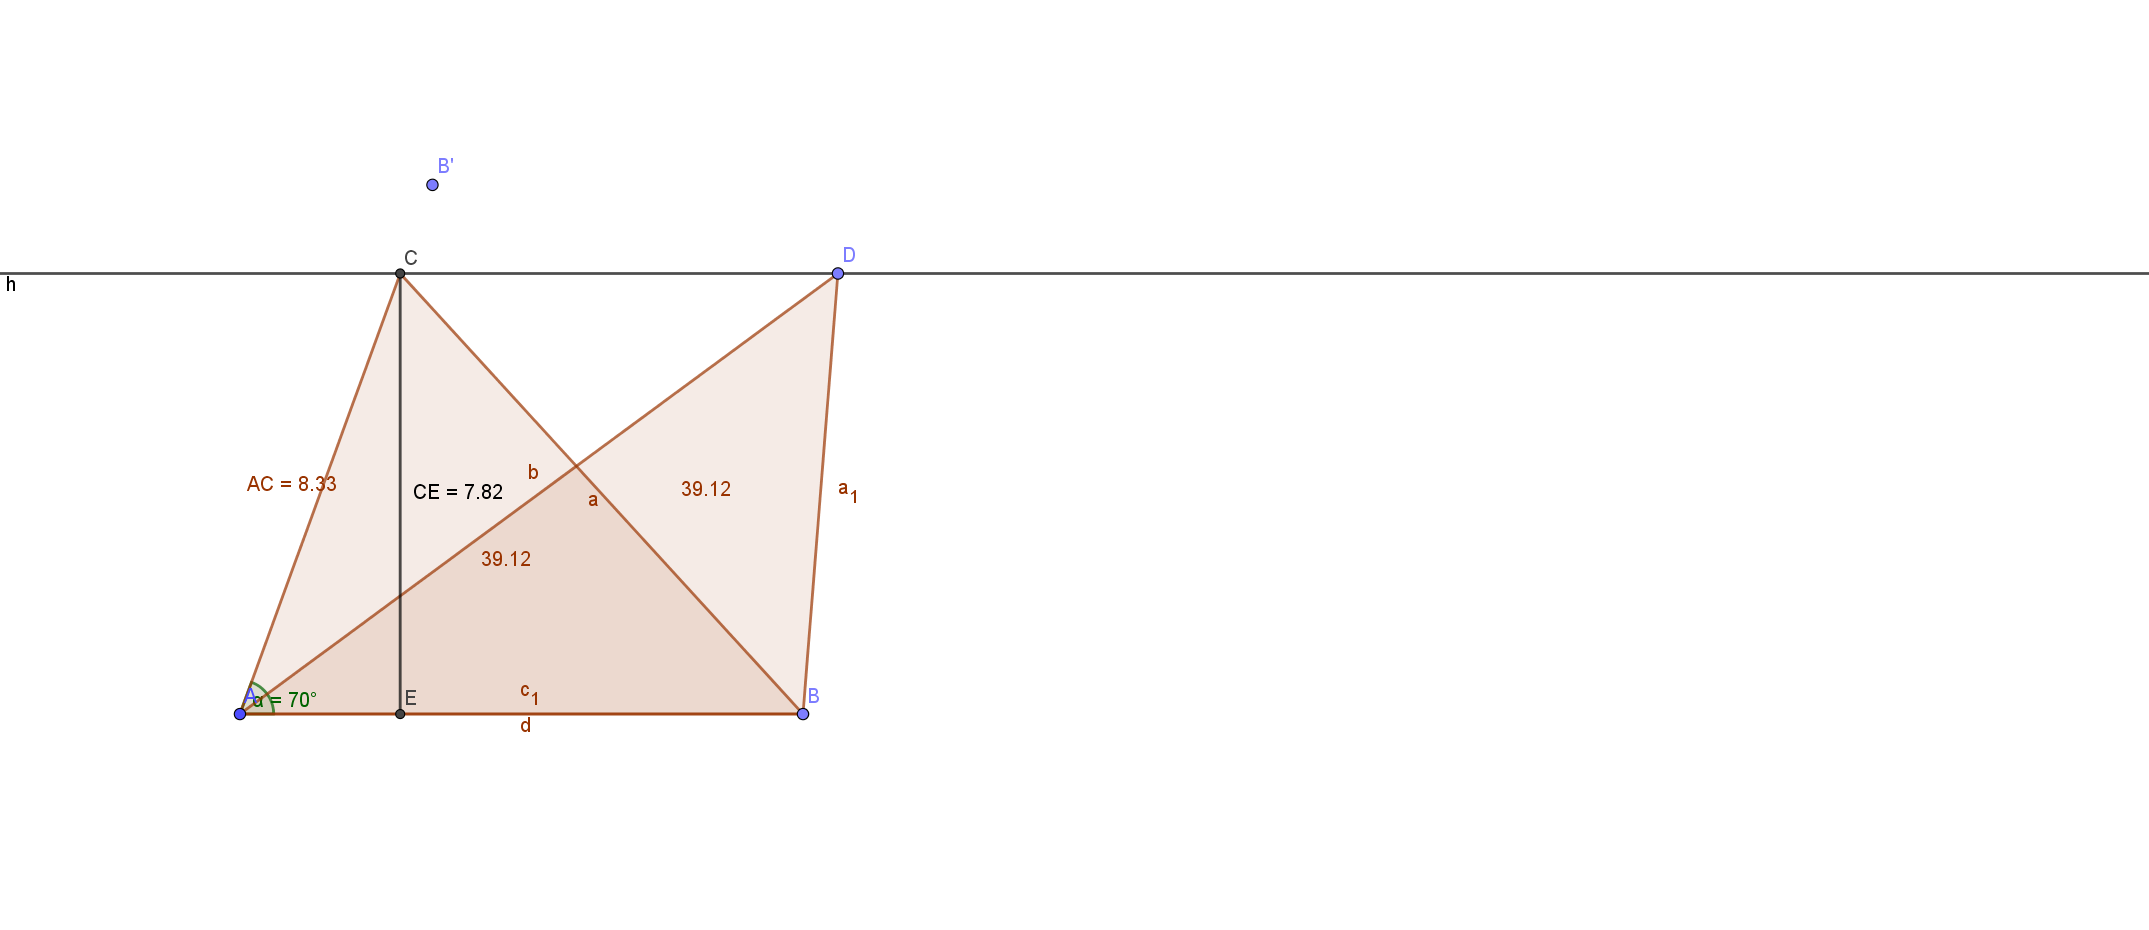 B'
C
D
h
b
AC = 8.33
CE = 7.82
a
39.12
a₁
39.12
A
α = 70°
E
c₁
B
d